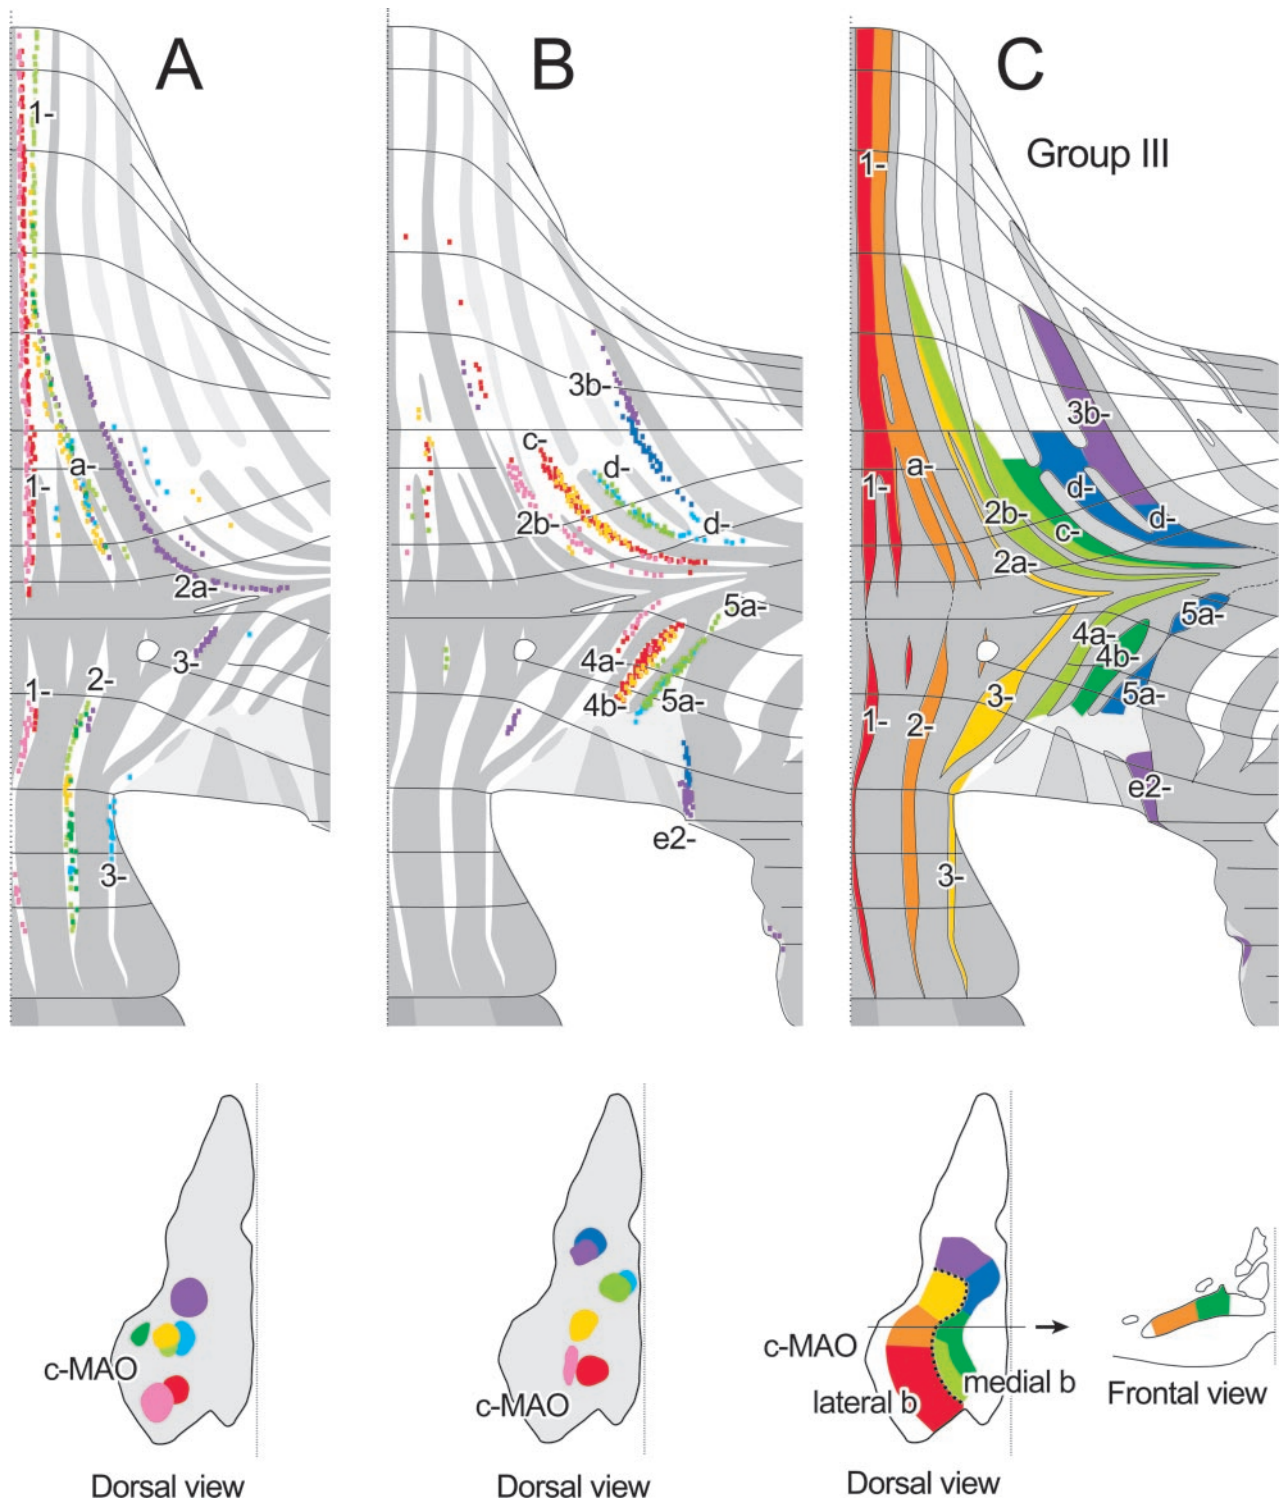 A
B
C
Group III
1-
a-
1-
2a-
3-
1-
2-
3-
3b-
c-
d-
2b-
d-
5a-
4a-
4b-
5a-
e2-
1-
3b-
a-
1-
d-
2b-
c-
d-
2a-
5a-
4a-
4b-
5a-
3-
1-
2-
e2-
3-
c-MAO
Dorsal view
c-MAO
Dorsal view
c-MAO
lateral b
medial b
Dorsal view
Frontal view